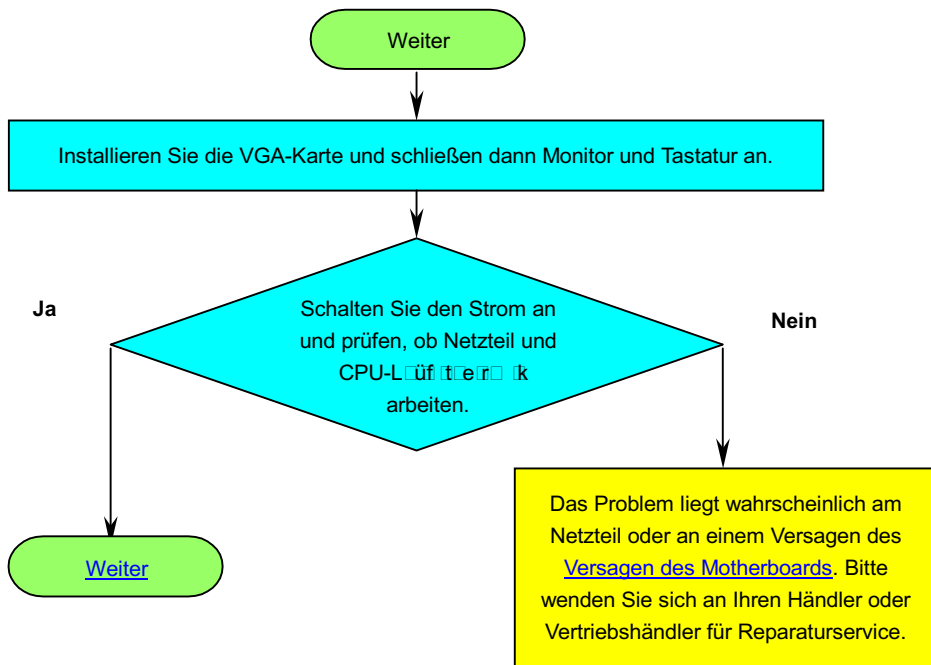 Weiter
Installieren Sie die VGA-Karte und schließen dann Monitor und Tastatur an.
Ja
Schalten Sie den Strom an
und prüfen, ob Netzteil und
CPU-Lüfter
arbeiten.
Nein
Das Problem liegt wahrscheinlich am
Netzteil oder an einem Versagen des
Versagen des Motherboards. Bitte
wenden Sie sich an Ihren Händler oder
Vertriebshändler für Reparaturservice.
Weiter